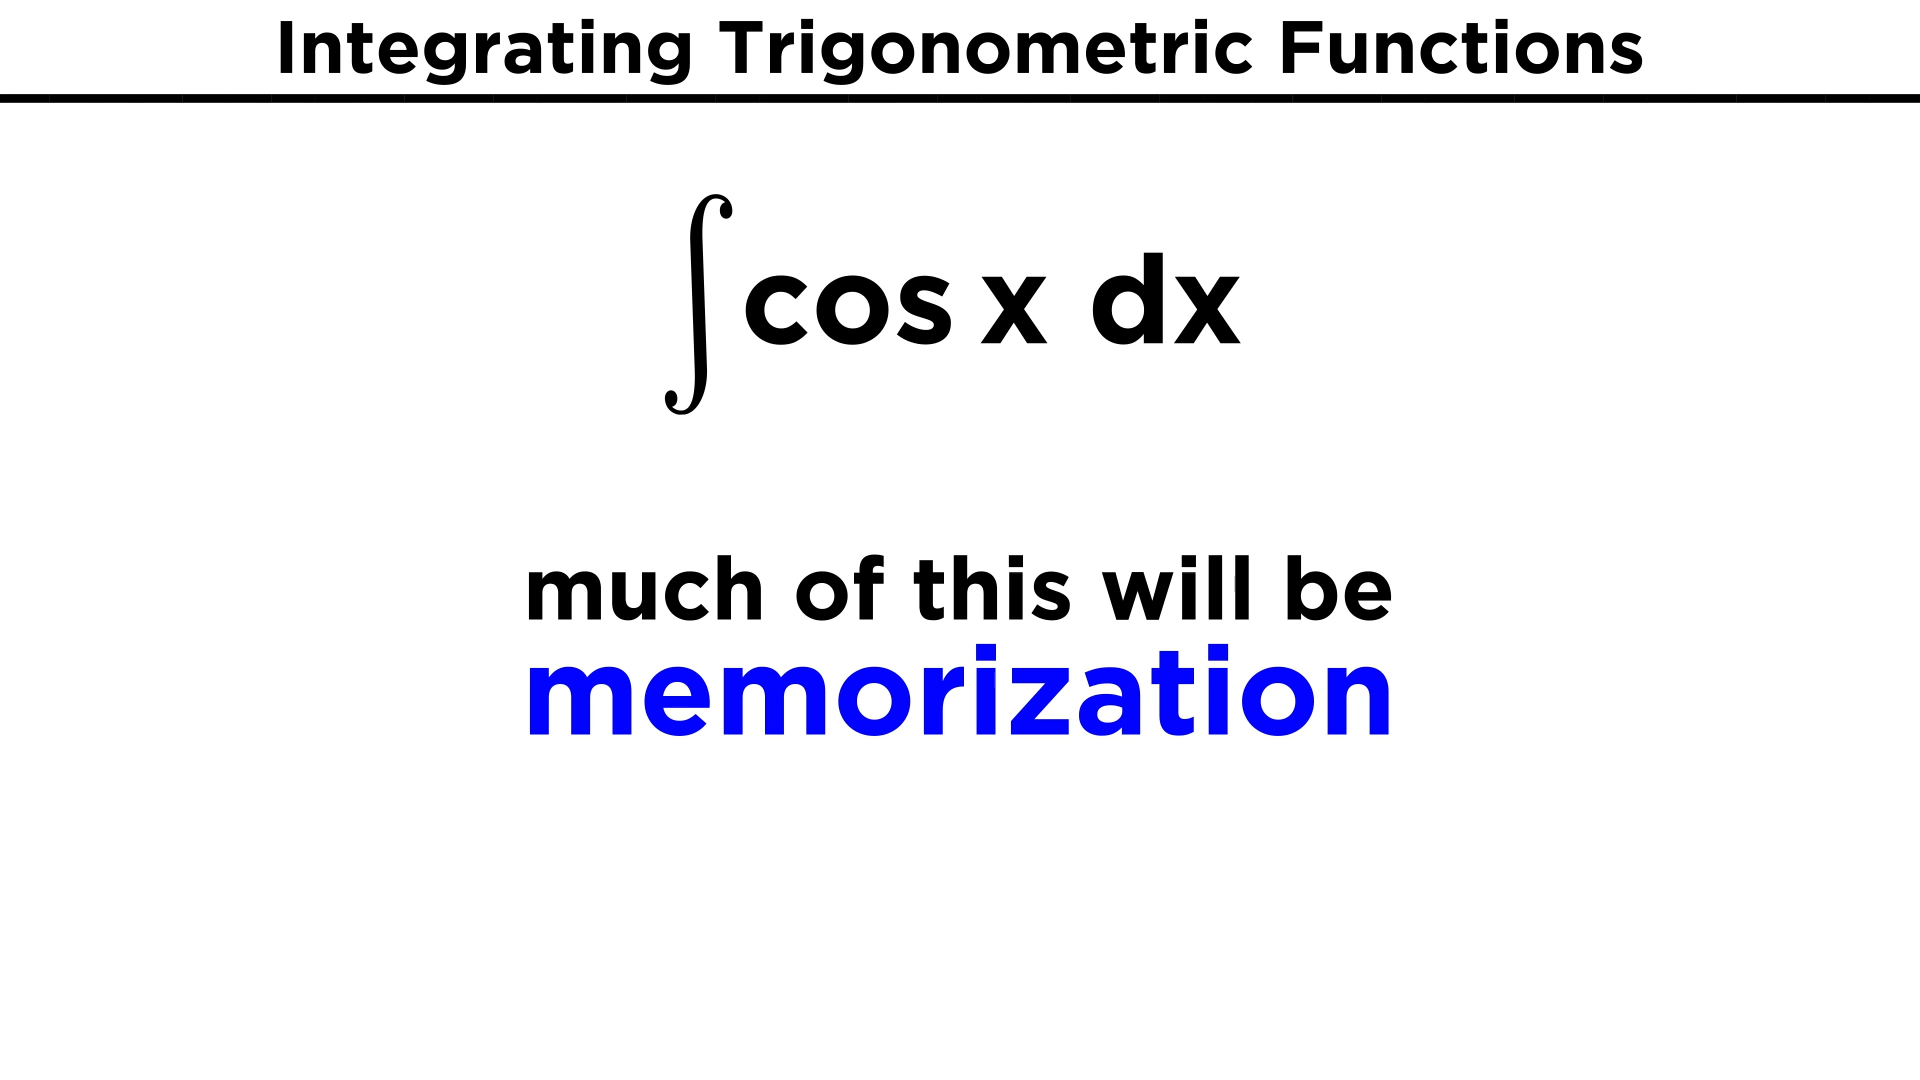 Integrating Trigonometric Functions
∫cos x dx
much of this will be
memorization